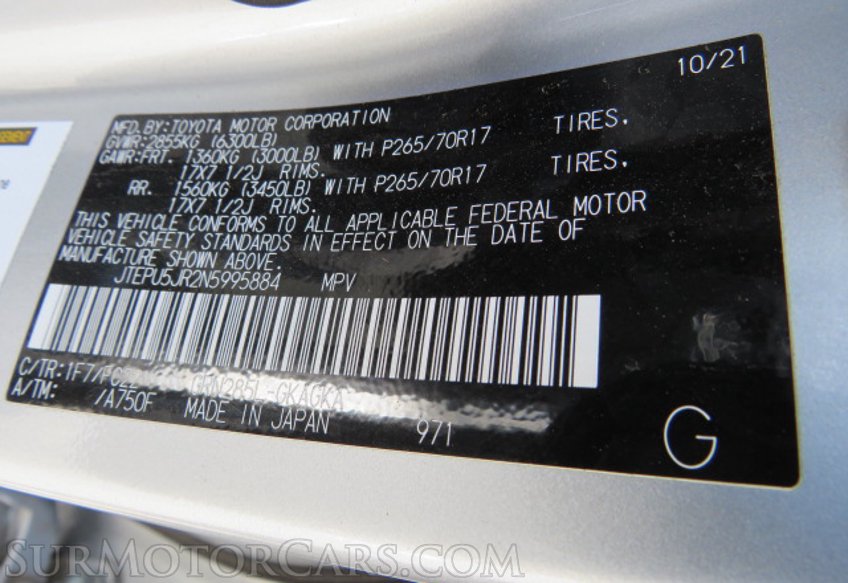 10/21
MFD. BY: TOYOTA MOTOR CORPORATION
GVWR: 2855KG (6300LB)
GAWR: FRT. 1360KG (3000LB) WITH P265/70R17 TIRES,
17X7 1/2J RIMS.
RR. 1560KG (3450LB) WITH P265/70R17 TIRES,
17X7 1/2J RIMS.
THIS VEHICLE CONFORMS TO ALL APPLICABLE FEDERAL MOTOR
VEHICLE SAFETY STANDARDS IN EFFECT ON THE DATE OF
MANUFACTURE SHOWN ABOVE.
JTEPU5JR2N5995884 MPV
C/TR: 1F7/FC22 GRN285L-GKAGKA
A/TM: /A750F MADE IN JAPAN 971
G
SURMOTORCARS.COM